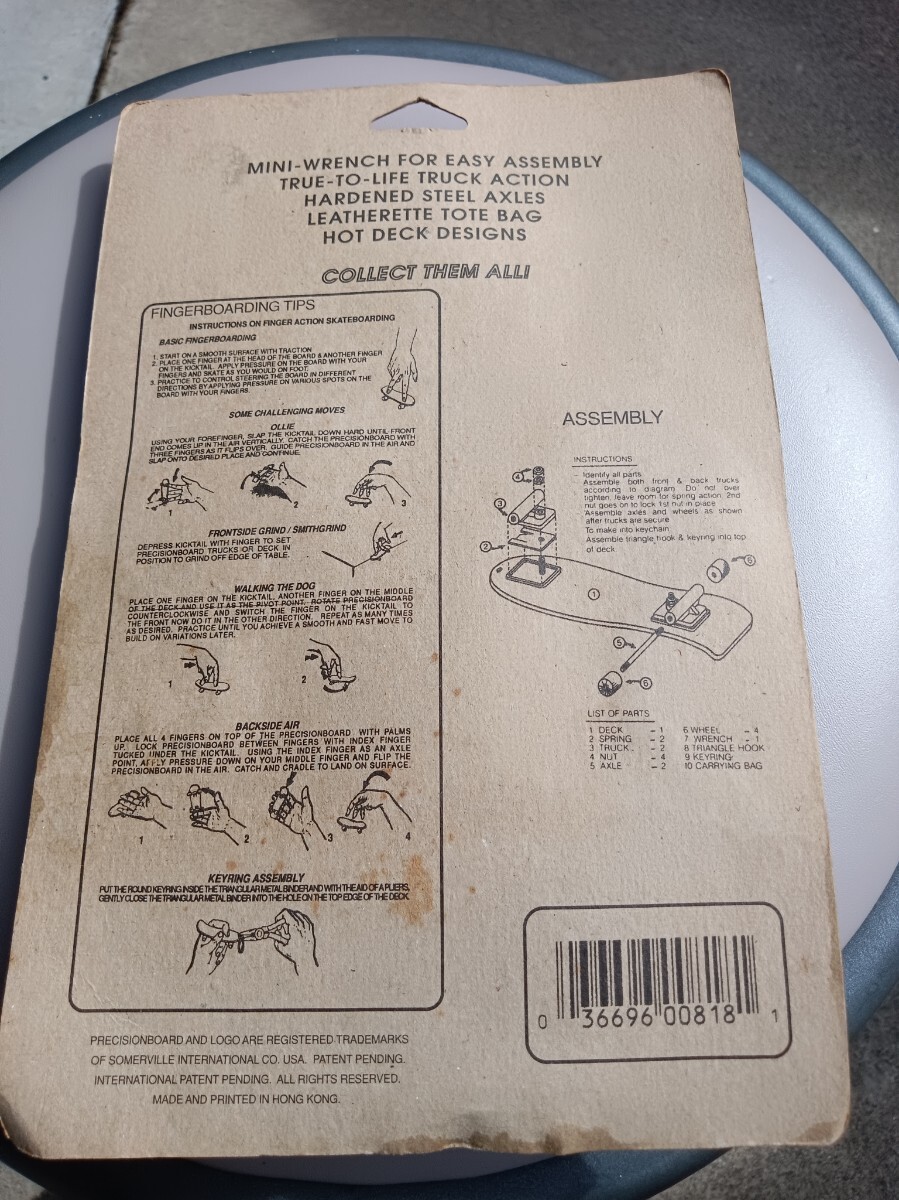 MINI-WRENCH FOR EASY ASSEMBLY
TRUE-TO-LIFE TRUCK ACTION
HARDENED STEEL AXLES
LEATHERETTE TOTE BAG
HOT DECK DESIGNS
COLLECT THEM ALL!
FINGERBOARDING TIPS
INSTRUCTIONS ON FINGER ACTION SKATEBOARDING
BASIC FINGERBOARDING
1. START ON A SMOOTH SURFACE WITH TRACTION
2. PLACE ONE FINGER AT THE HEAD OF THE BOARD & ANOTHER FINGER
ON THE KICKTAIL. APPLY PRESSURE ON THE BOARD WITH YOUR
FINGERS AND SKATE AS YOU WOULD ON FOOT.
3. PRACTICE TO CONTROL STEERING THE BOARD IN DIFFERENT
DIRECTIONS BY APPLYING PRESSURE ON VARIOUS SPOTS ON THE
BOARD WITH YOUR FINGERS.
SOME CHALLENGING MOVES
OLLIE
USING YOUR FOREFINGER, SLAP THE KICKTAIL DOWN HARD UNTIL FRONT
END COMES UP IN THE AIR VERTICALLY. CATCH THE PRECISIONBOARD WITH
THREE FINGERS AS IT FLIPS OVER. GUIDE PRECISIONBOARD IN THE AIR AND
SLAP ONTO DESIRED PLACE AND CONTINUE.
1 2 3
FRONTSIDE GRIND / SMITHGRIND
DEPRESS KICKTAIL WITH FINGER TO SET
PRECISIONBOARD TRUCKS OR DECK IN
POSITION TO GRIND OFF EDGE OF TABLE.
WALKING THE DOG
PLACE ONE FINGER ON THE KICKTAIL, ANOTHER FINGER ON THE MIDDLE
OF THE DECK AND USE IT AS THE PIVOT POINT. ROTATE PRECISIONBOARD
COUNTERCLOCKWISE AND SWITCH THE FINGER ON THE KICKTAIL TO
THE FRONT NOW DO IT IN THE OTHER DIRECTION. REPEAT AS MANY TIMES
AS DESIRED. PRACTICE UNTIL YOU ACHIEVE A SMOOTH AND FAST MOVE TO
BUILD ON VARIATIONS LATER.
1 2
BACKSIDE AIR
PLACE ALL 4 FINGERS ON TOP OF THE PRECISIONBOARD WITH PALMS
UP. LOCK PRECISIONBOARD BETWEEN FINGERS WITH INDEX FINGER
TUCKED UNDER THE KICKTAIL. USING THE INDEX FINGER AS AN AXLE
POINT, APPLY PRESSURE DOWN ON YOUR MIDDLE FINGER AND FLIP THE
PRECISIONBOARD IN THE AIR. CATCH AND CRADLE TO LAND ON SURFACE.
1 2 3 4
KEYRING ASSEMBLY
PUT THE ROUND KEYRING INSIDE THE TRIANGULAR METAL BINDER AND WITH THE AID OF A PLIERS,
GENTLY CLOSE THE TRIANGULAR METAL BINDER INTO THE HOLE ON THE TOP EDGE OF THE DECK.
PRECISIONBOARD AND LOGO ARE REGISTERED TRADEMARKS
OF SOMERVILLE INTERNATIONAL CO. USA. PATENT PENDING.
INTERNATIONAL PATENT PENDING. ALL RIGHTS RESERVED.
MADE AND PRINTED IN HONG KONG.
ASSEMBLY
INSTRUCTIONS
- Identify all parts
Assemble both front & back trucks
according to diagram. Do not over
tighten, leave room for spring action. 2nd
nut goes on to lock 1st nut in place
Assemble axles and wheels as shown
after trucks are secure
To make into keychain
Assemble triangle hook & keyring into top
of deck
4
3
2
1
6
5
6
LIST OF PARTS
1 DECK - 1 6 WHEEL - 4
2 SPRING - 2 7 WRENCH - 1
3 TRUCK - 2 8 TRIANGLE HOOK
4 NUT - 4 9 KEYRING
5 AXLE - 2 10 CARRYING BAG
0 36696 00818 1